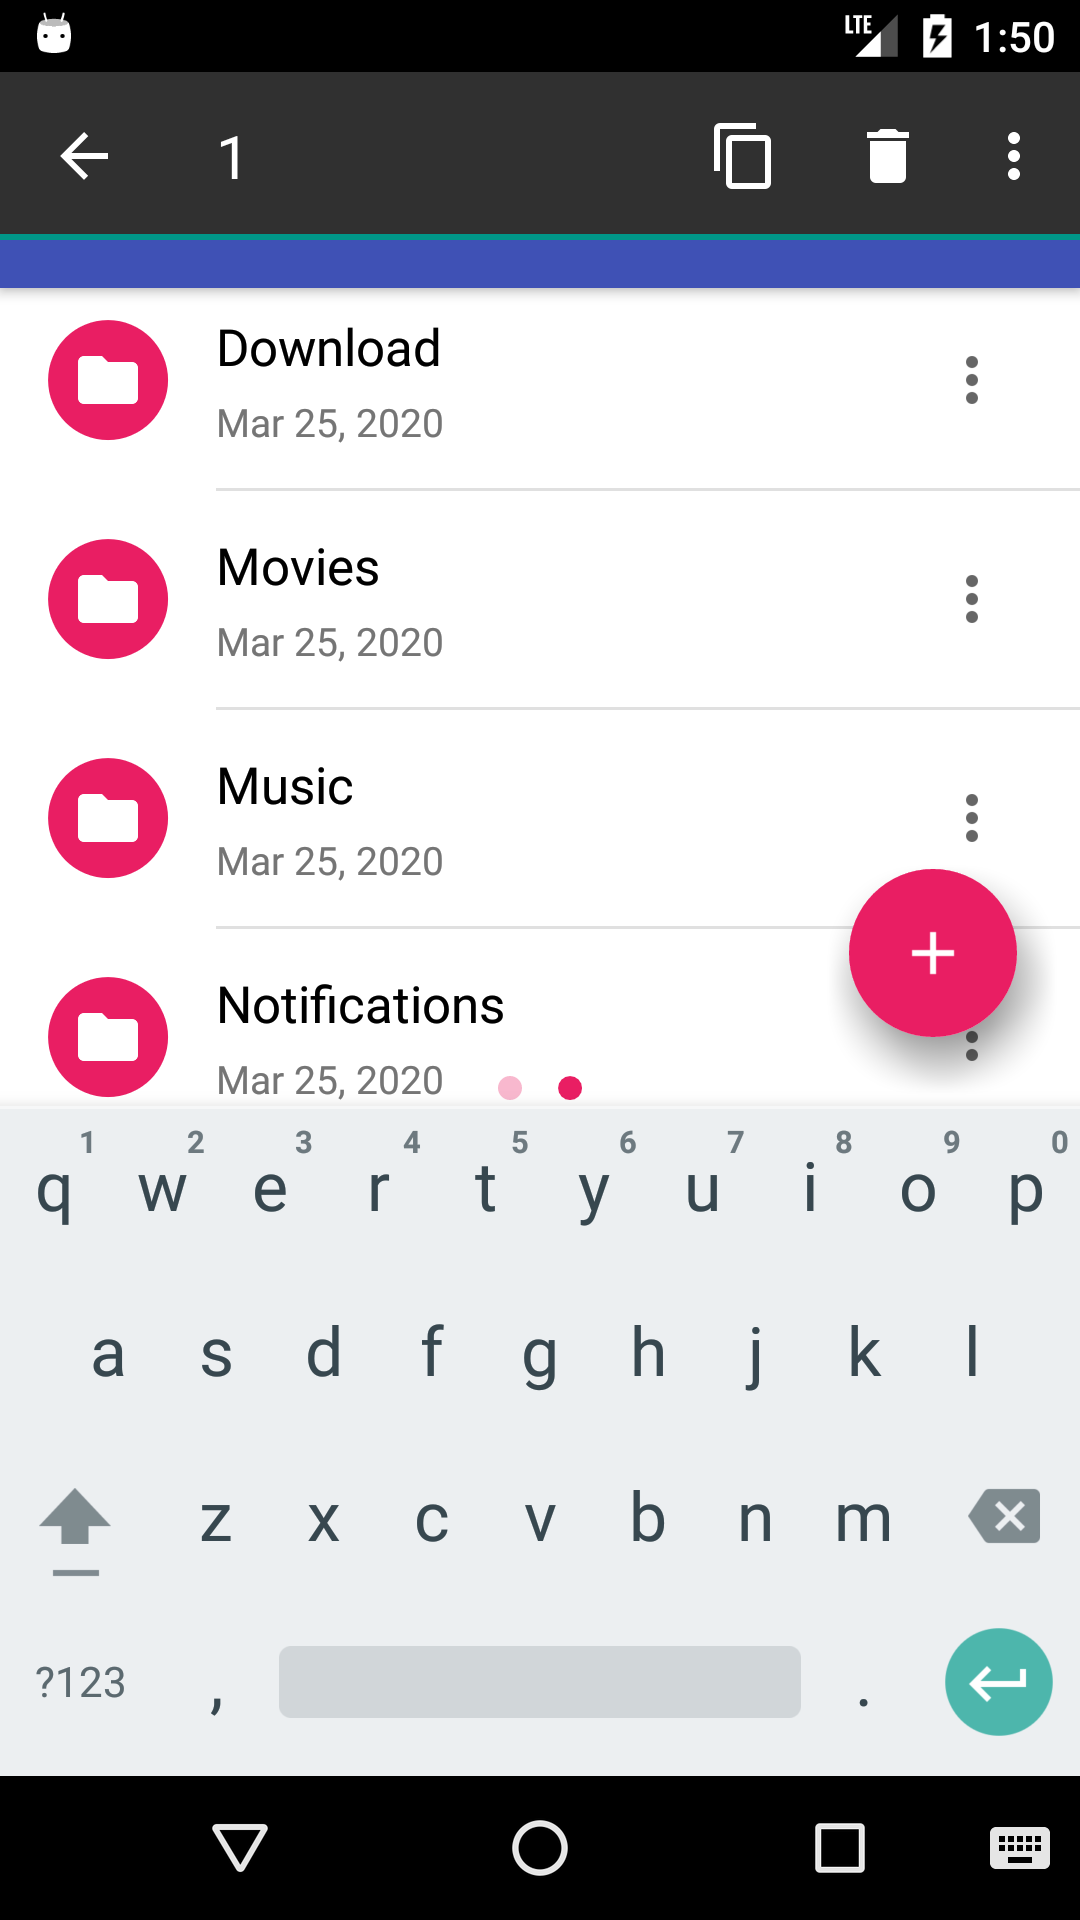 LTE 1:50
1
Download
Mar 25, 2020
Movies
Mar 25, 2020
Music
Mar 25, 2020
Notifications
Mar 25, 2020
1 2 3 4 5 6 7 8 9 0
q w e r t y u i o p
a s d f g h j k l
z x c v b n m
?123 , .